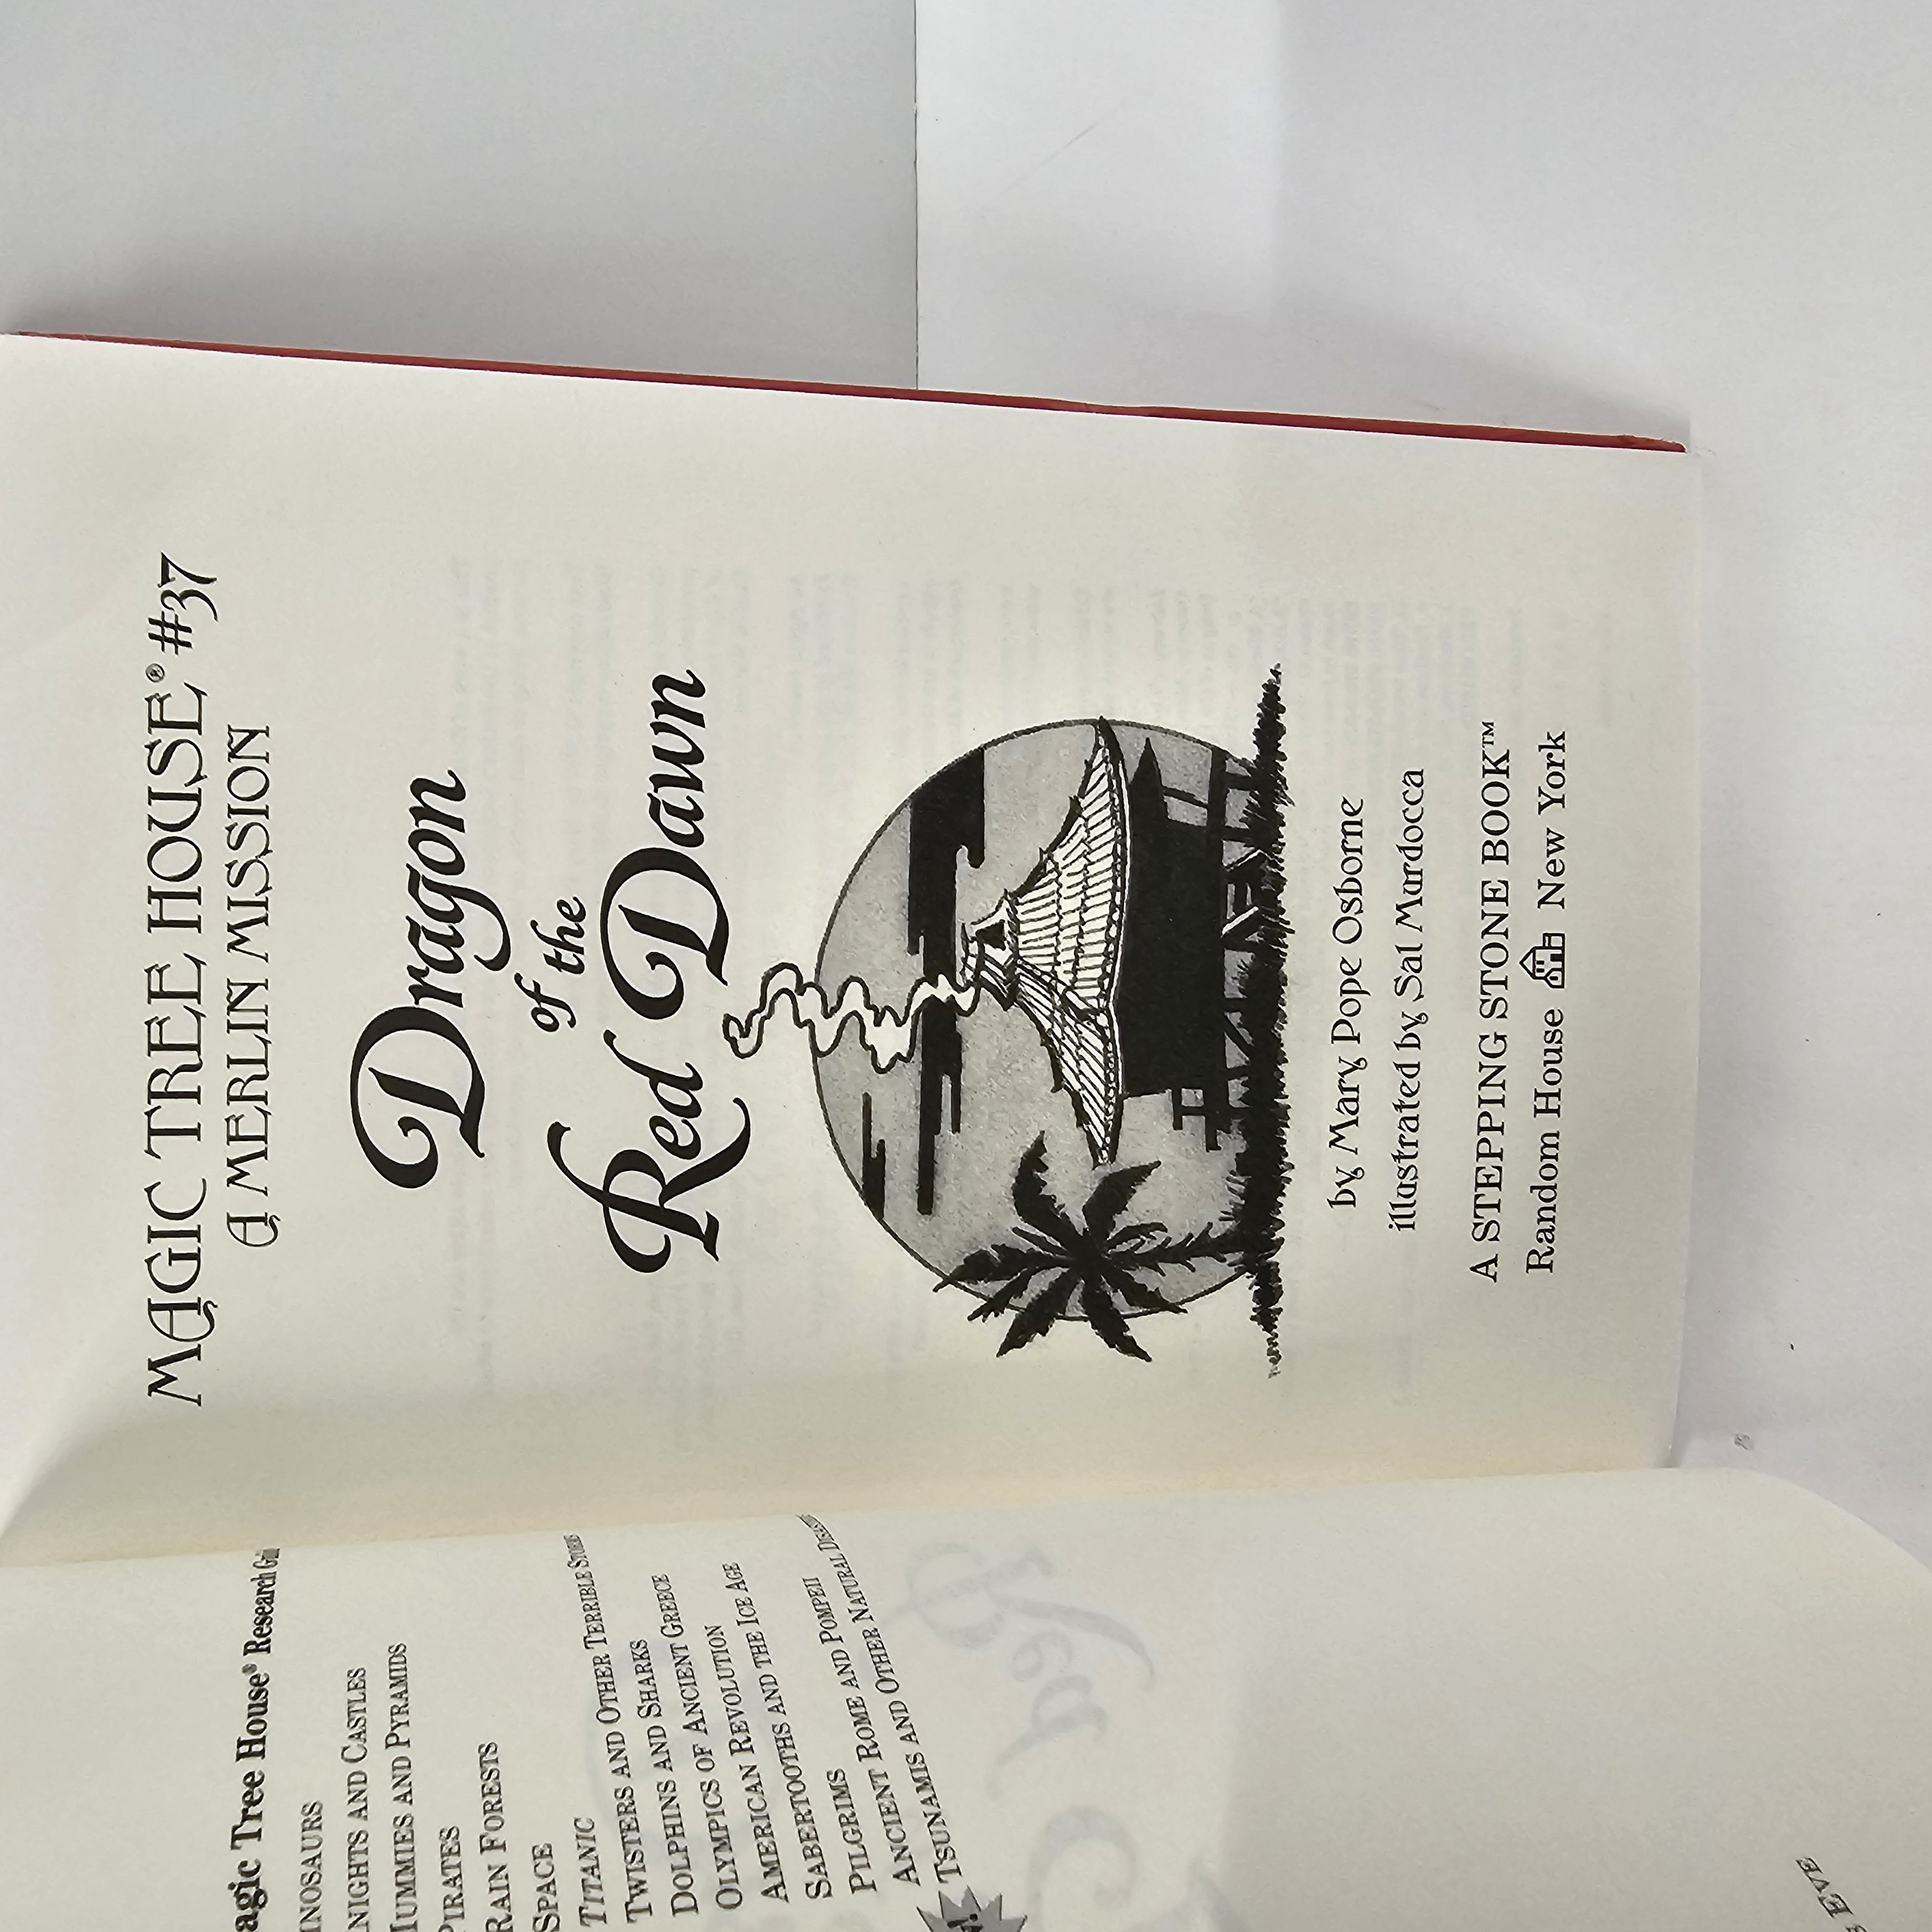 agic Tree House® Research Gui
INOSAURS
NIGHTS AND CASTLES
MUMMIES AND PYRAMIDS
PIRATES
RAIN FORESTS
SPACE
TITANIC
TWISTERS AND OTHER TERRIBLE STORMS
DOLPHINS AND SHARKS
OLYMPICS OF ANCIENT GREECE
AMERICAN REVOLUTION
SABERTOOTHS AND THE ICE AGE
PILGRIMS
ANCIENT ROME AND POMPEII
TSUNAMIS AND OTHER NATURAL DISASTERS
w!
s EVE
MAGIC TREE HOUSE® #37
A MERLIN MISSION
Dragon
of the
Red Dawn
by Mary Pope Osborne
illustrated by Sal Murdocca
A STEPPING STONE BOOK™
Random House New York